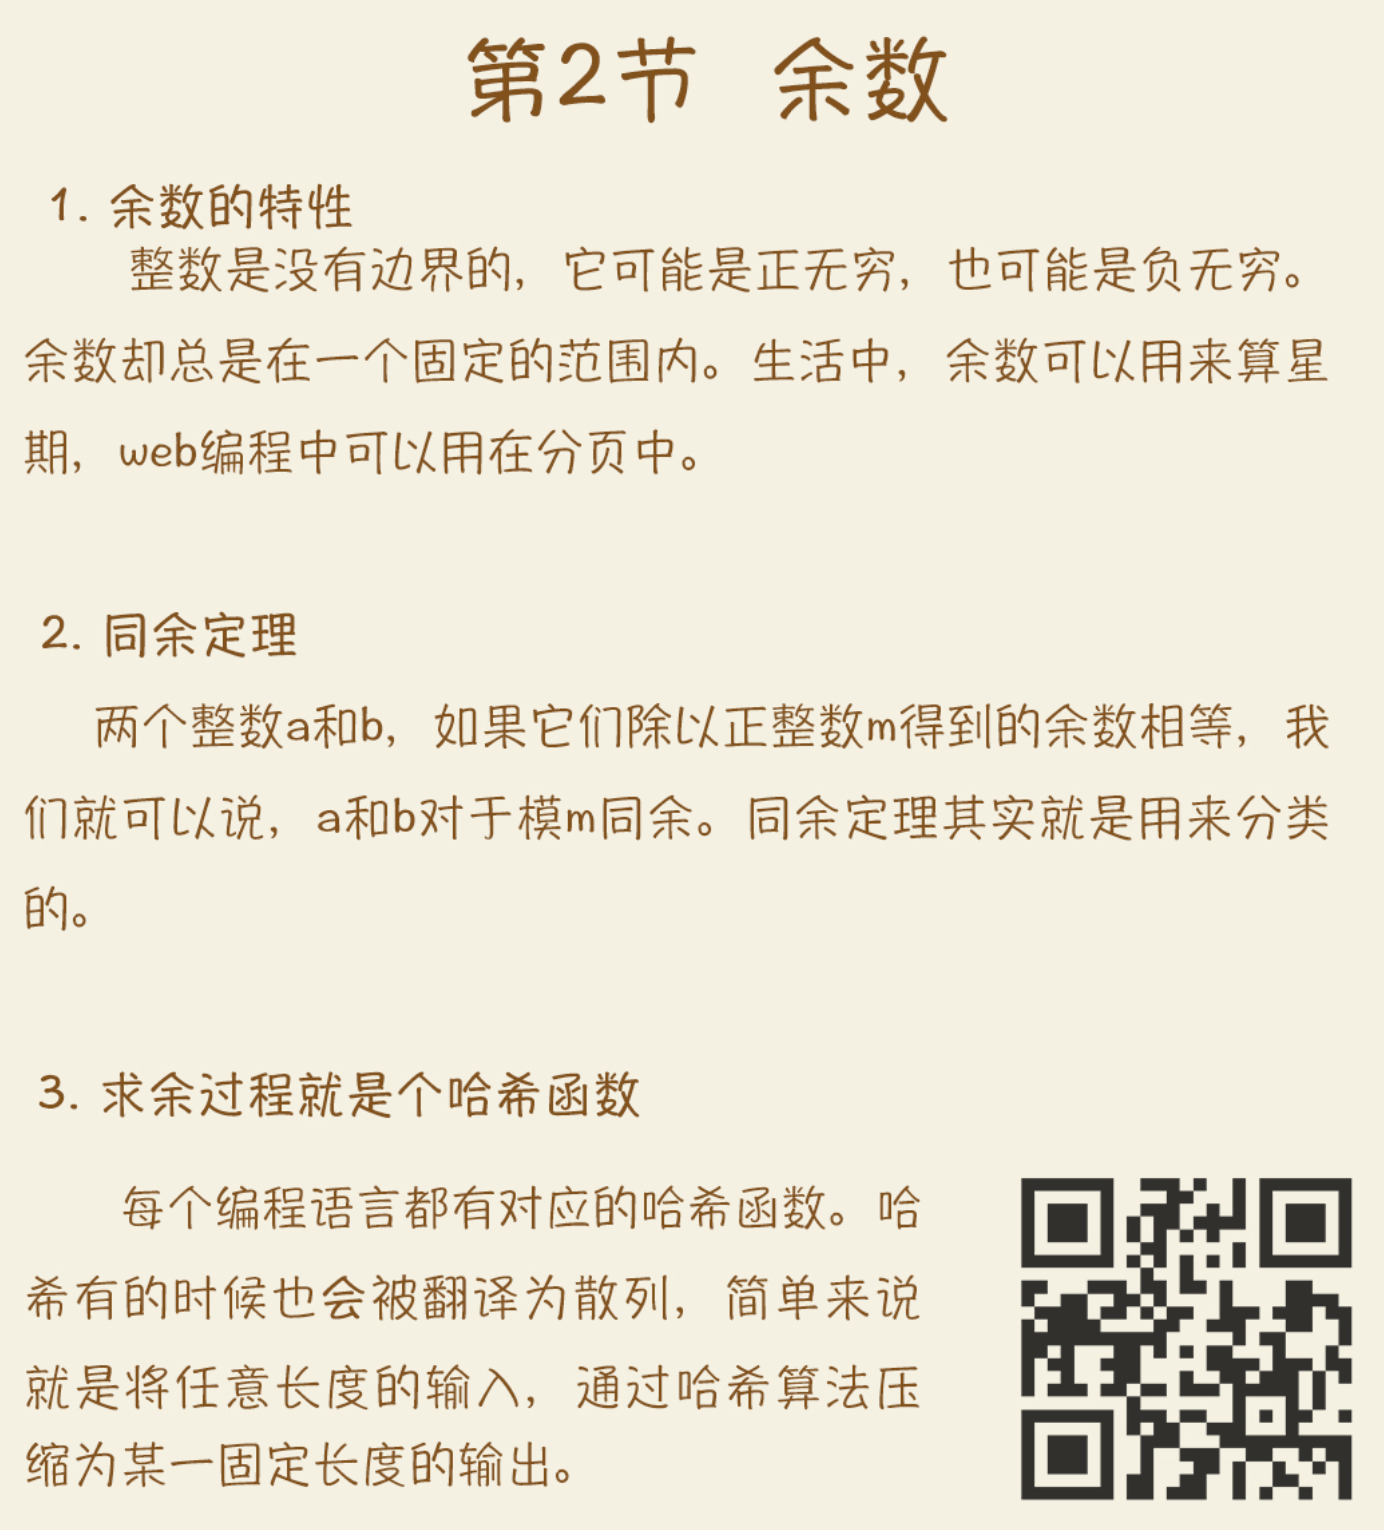 第2节 余数
1. 余数的特性
整数是没有边界的，它可能是正无穷，也可能是负无穷。
余数却总是在一个固定的范围内。生活中，余数可以用来算星
期，web编程中可以用在分页中。
2. 同余定理
两个整数a和b，如果它们除以正整数m得到的余数相等，我
们就可以说，a和b对于模m同余。同余定理其实就是用来分类
的。
3. 求余过程就是个哈希函数
每个编程语言都有对应的哈希函数。哈
希有的时候也会被翻译为散列，简单来说
就是将任意长度的输入，通过哈希算法压
缩为某一固定长度的输出。